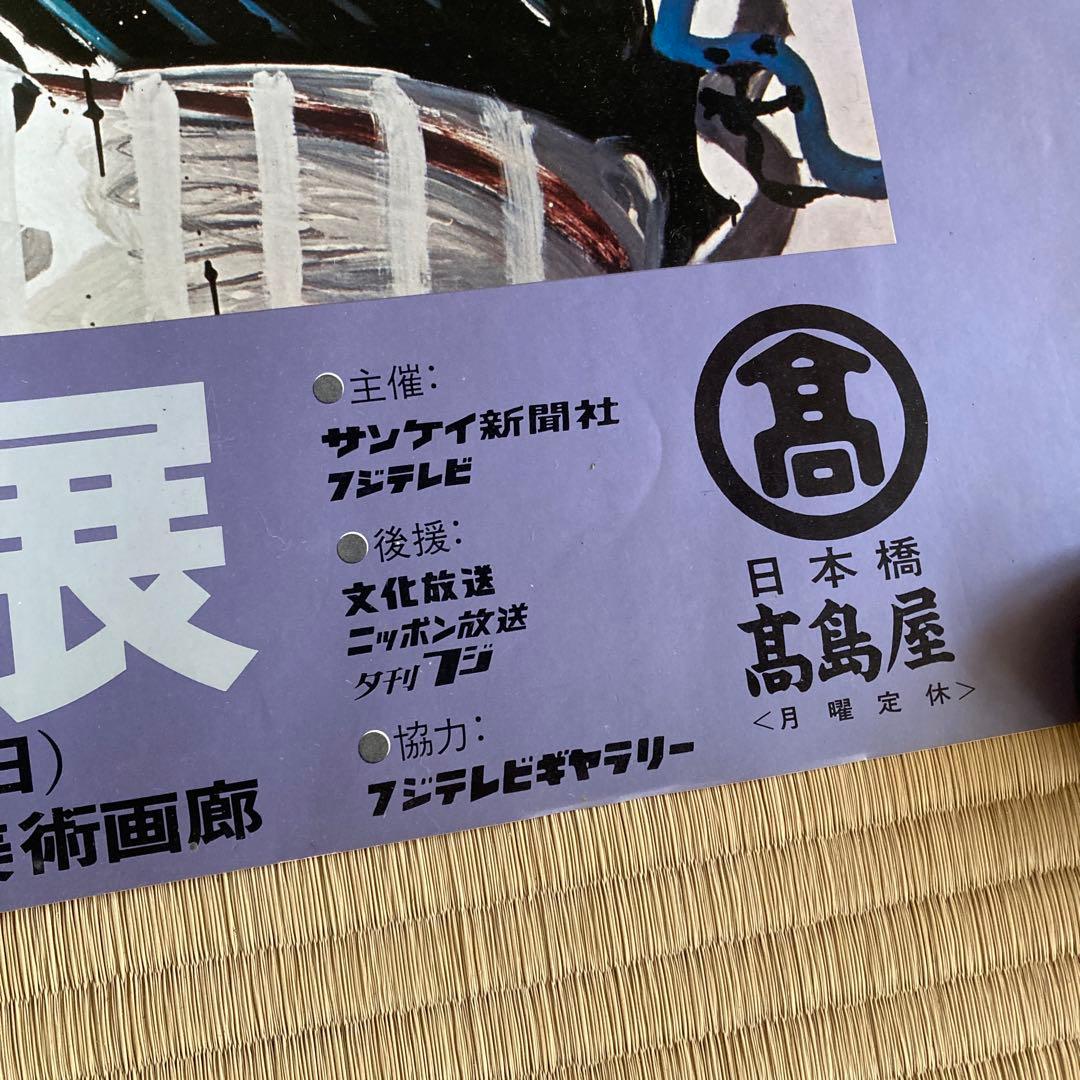 展
日)
美術画廊
●主催:
サンケイ新聞社
フジテレビ
●後援:
文化放送
ニッポン放送
夕刊フジ
●協力:
フジテレビギャラリー
髙
日本橋
髙島屋
<月曜定休>